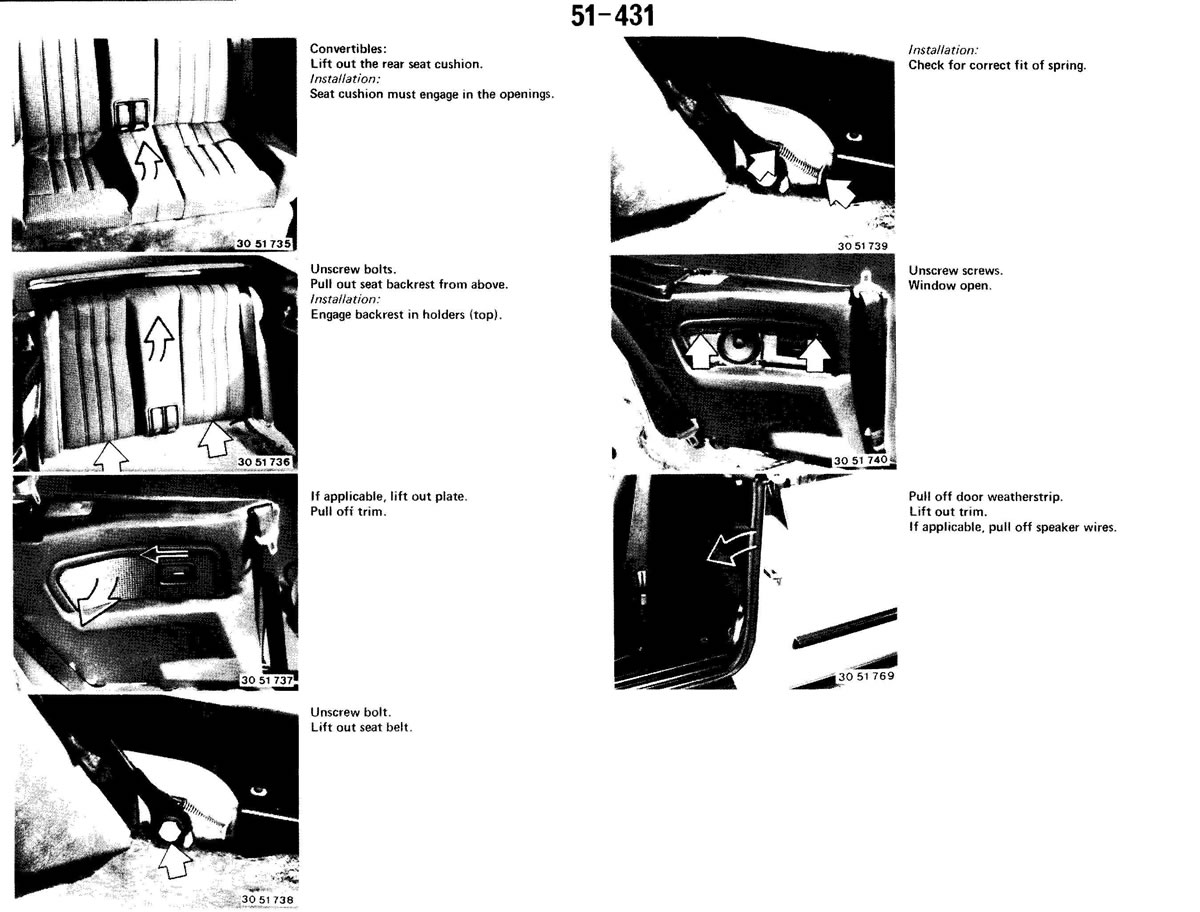 51-431
Convertibles:
Lift out the rear seat cushion.
Installation:
Seat cushion must engage in the openings.
30 51 735
Unscrew bolts.
Pull out seat backrest from above.
Installation:
Engage backrest in holders (top).
30 51 736
If applicable, lift out plate.
Pull off trim.
30 51 737
Unscrew bolt.
Lift out seat belt.
30 51 738
Installation:
Check for correct fit of spring.
30 51 739
Unscrew screws.
Window open.
30 51 740
Pull off door weatherstrip.
Lift out trim.
If applicable, pull off speaker wires.
30 51 769